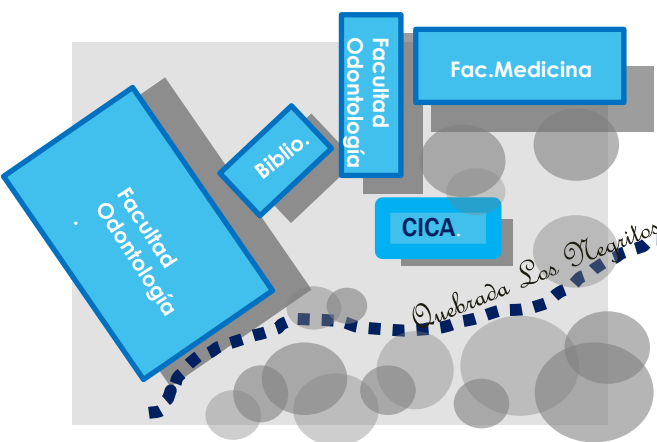 Facultad
Odontología
Fac.Medicina
Biblio.
Facultad
Odontología
.
CICA.
Quebrada Los Negritos